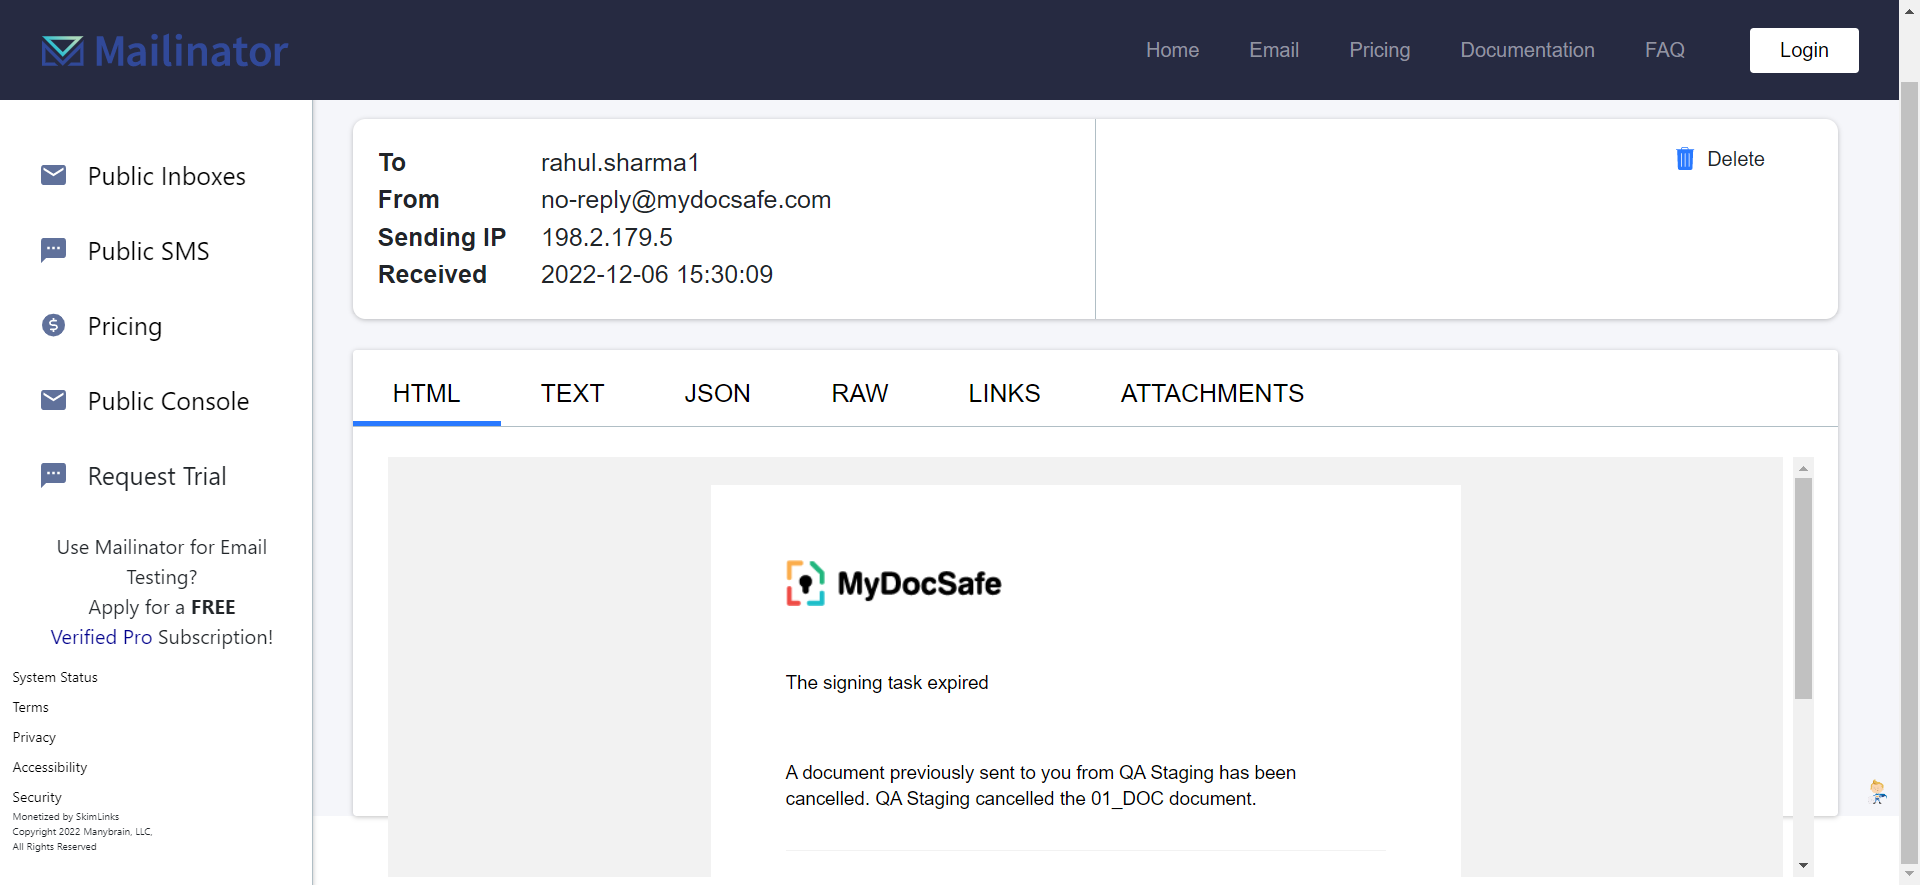 Mailinator
Home Email Pricing Documentation FAQ Login
Public Inboxes
Public SMS
Pricing
Public Console
Request Trial
Use Mailinator for Email
Testing?
Apply for a FREE
Verified Pro Subscription!
System Status
Terms
Privacy
Accessibility
Security
Monetized by SkimLinks
Copyright 2022 Manybrain, LLC,
All Rights Reserved
To rahul.sharma1
From no-reply@mydocsafe.com
Sending IP 198.2.179.5
Received 2022-12-06 15:30:09
Delete
HTML TEXT JSON RAW LINKS ATTACHMENTS
MyDocSafe
The signing task expired
A document previously sent to you from QA Staging has been
cancelled. QA Staging cancelled the 01_DOC document.